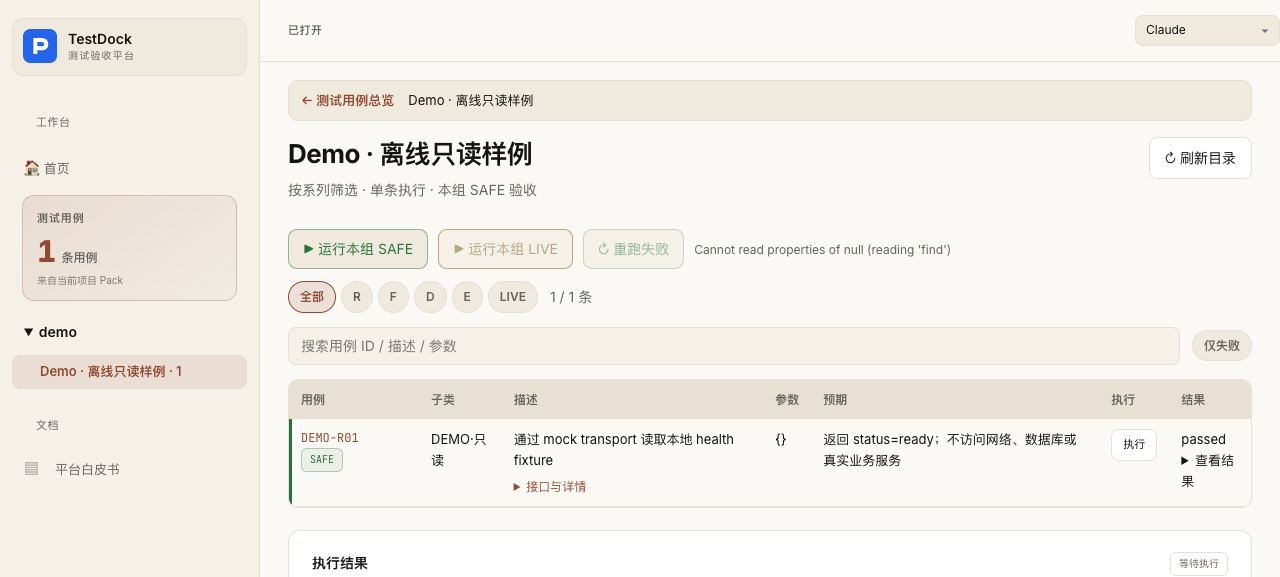 P
TestDock
测试验收平台
工作台
🏠 首页
测试用例
1 条用例
来自当前项目 Pack
▼ demo
Demo · 离线只读样例 · 1
文档
▤ 平台白皮书
已打开
Claude
← 测试用例总览 Demo · 离线只读样例
Demo · 离线只读样例
↻ 刷新目录
按系列筛选 · 单条执行 · 本组 SAFE 验收
▶ 运行本组 SAFE ▶ 运行本组 LIVE ↻ 重跑失败 Cannot read properties of null (reading 'find')
全部 R F D E LIVE 1 / 1 条
搜索用例 ID / 描述 / 参数 仅失败
用例 子类 描述 参数 预期 执行 结果
DEMO-R01
SAFE
DEMO·只
读
通过 mock transport 读取本地 health
fixture
▶ 接口与详情
{}
返回 status=ready；不访问网络、数据库或
真实业务服务
执行
passed
▶ 查看结
果
执行结果 等待执行